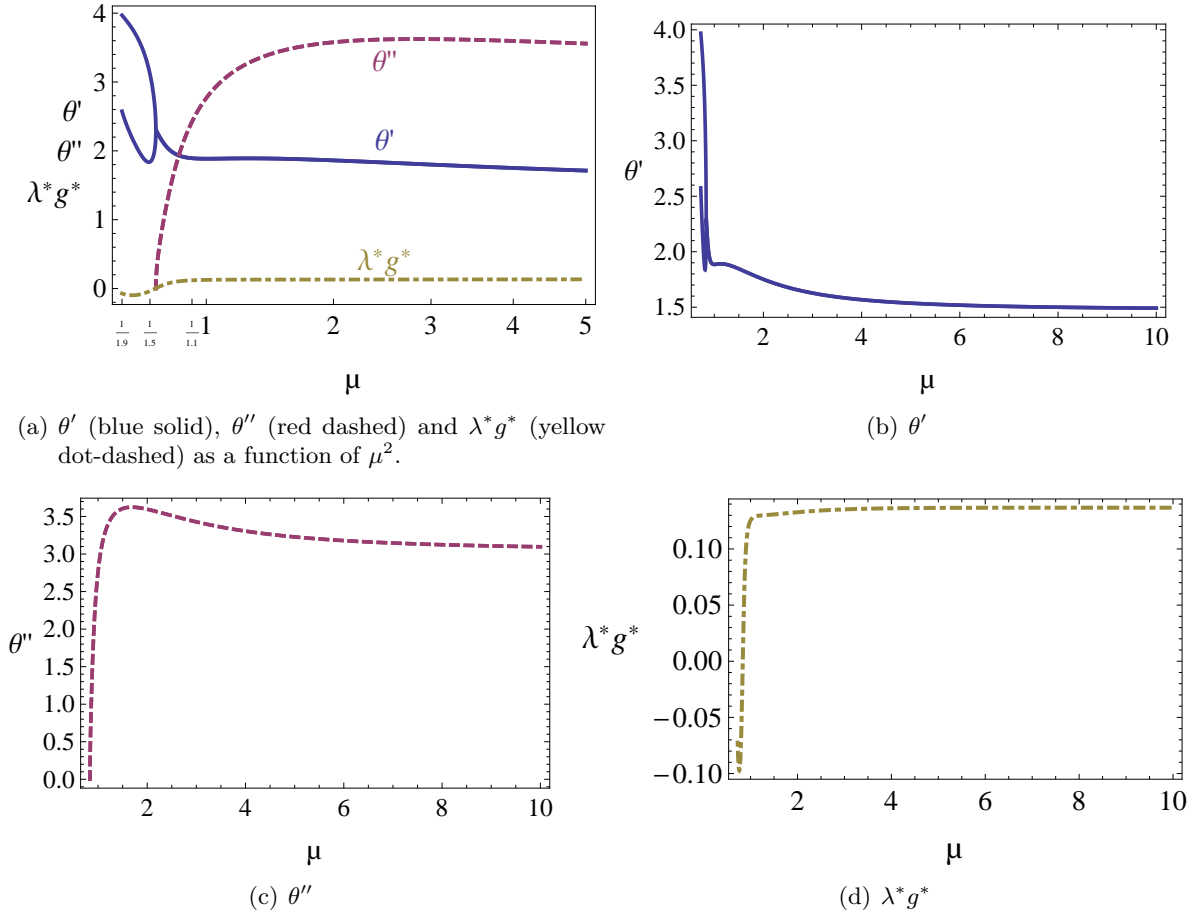 5
4
3
2
1
0
θ′
θ′′
λ*g*
θ′′
θ′
λ*g*
1/1.9 1/1.5 1/1.1 1 2 3 4 5
μ
(a) θ′ (blue solid), θ′′ (red dashed) and λ*g* (yellow
dot-dashed) as a function of μ².
4.0
3.5
3.0
2.5
2.0
1.5
θ′
2 4 6 8 10
μ
(b) θ′
3.5
3.0
2.5
2.0
1.5
1.0
0.5
0.0
θ′′
2 4 6 8 10
μ
(c) θ′′
0.10
0.05
0.00
−0.05
−0.10
λ*g*
2 4 6 8 10
μ
(d) λ*g*